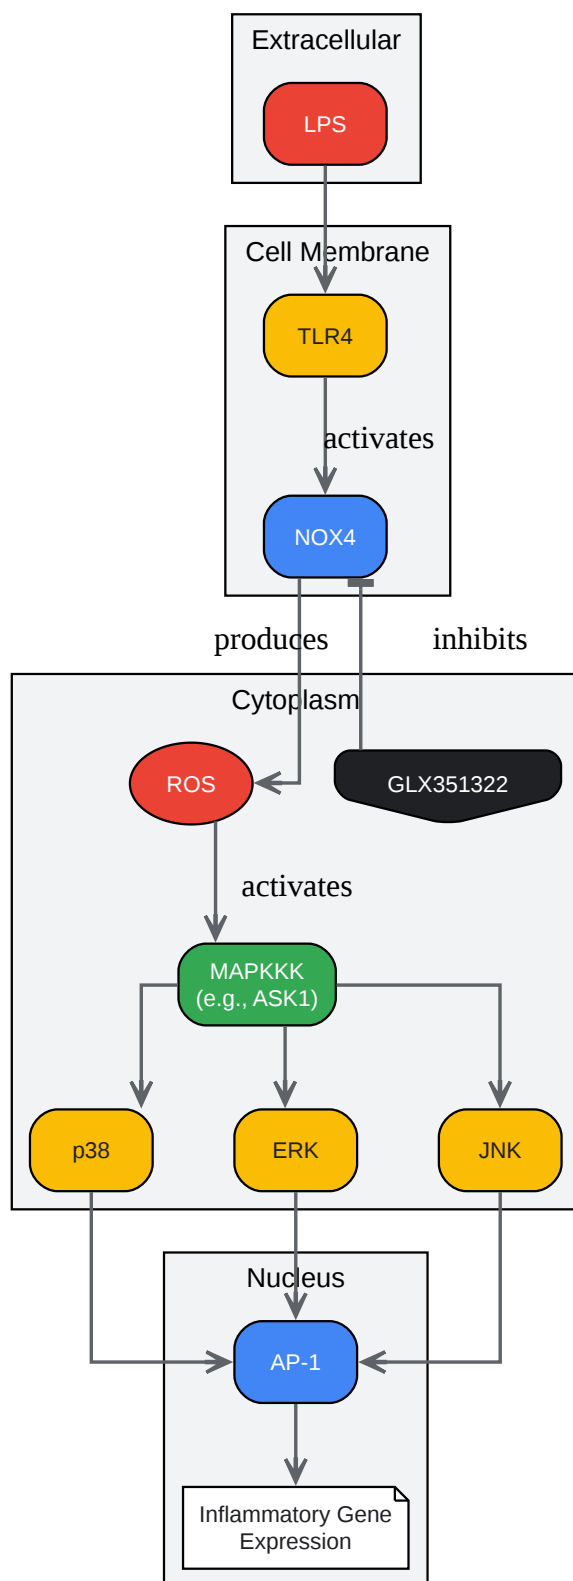 Extracellular
LPS
Cell Membrane
TLR4
activates
NOX4
produces
inhibits
Cytoplasm
ROS
GLX351322
activates
MAPKKK
(e.g., ASK1)
p38
ERK
JNK
Nucleus
AP-1
Inflammatory Gene
Expression